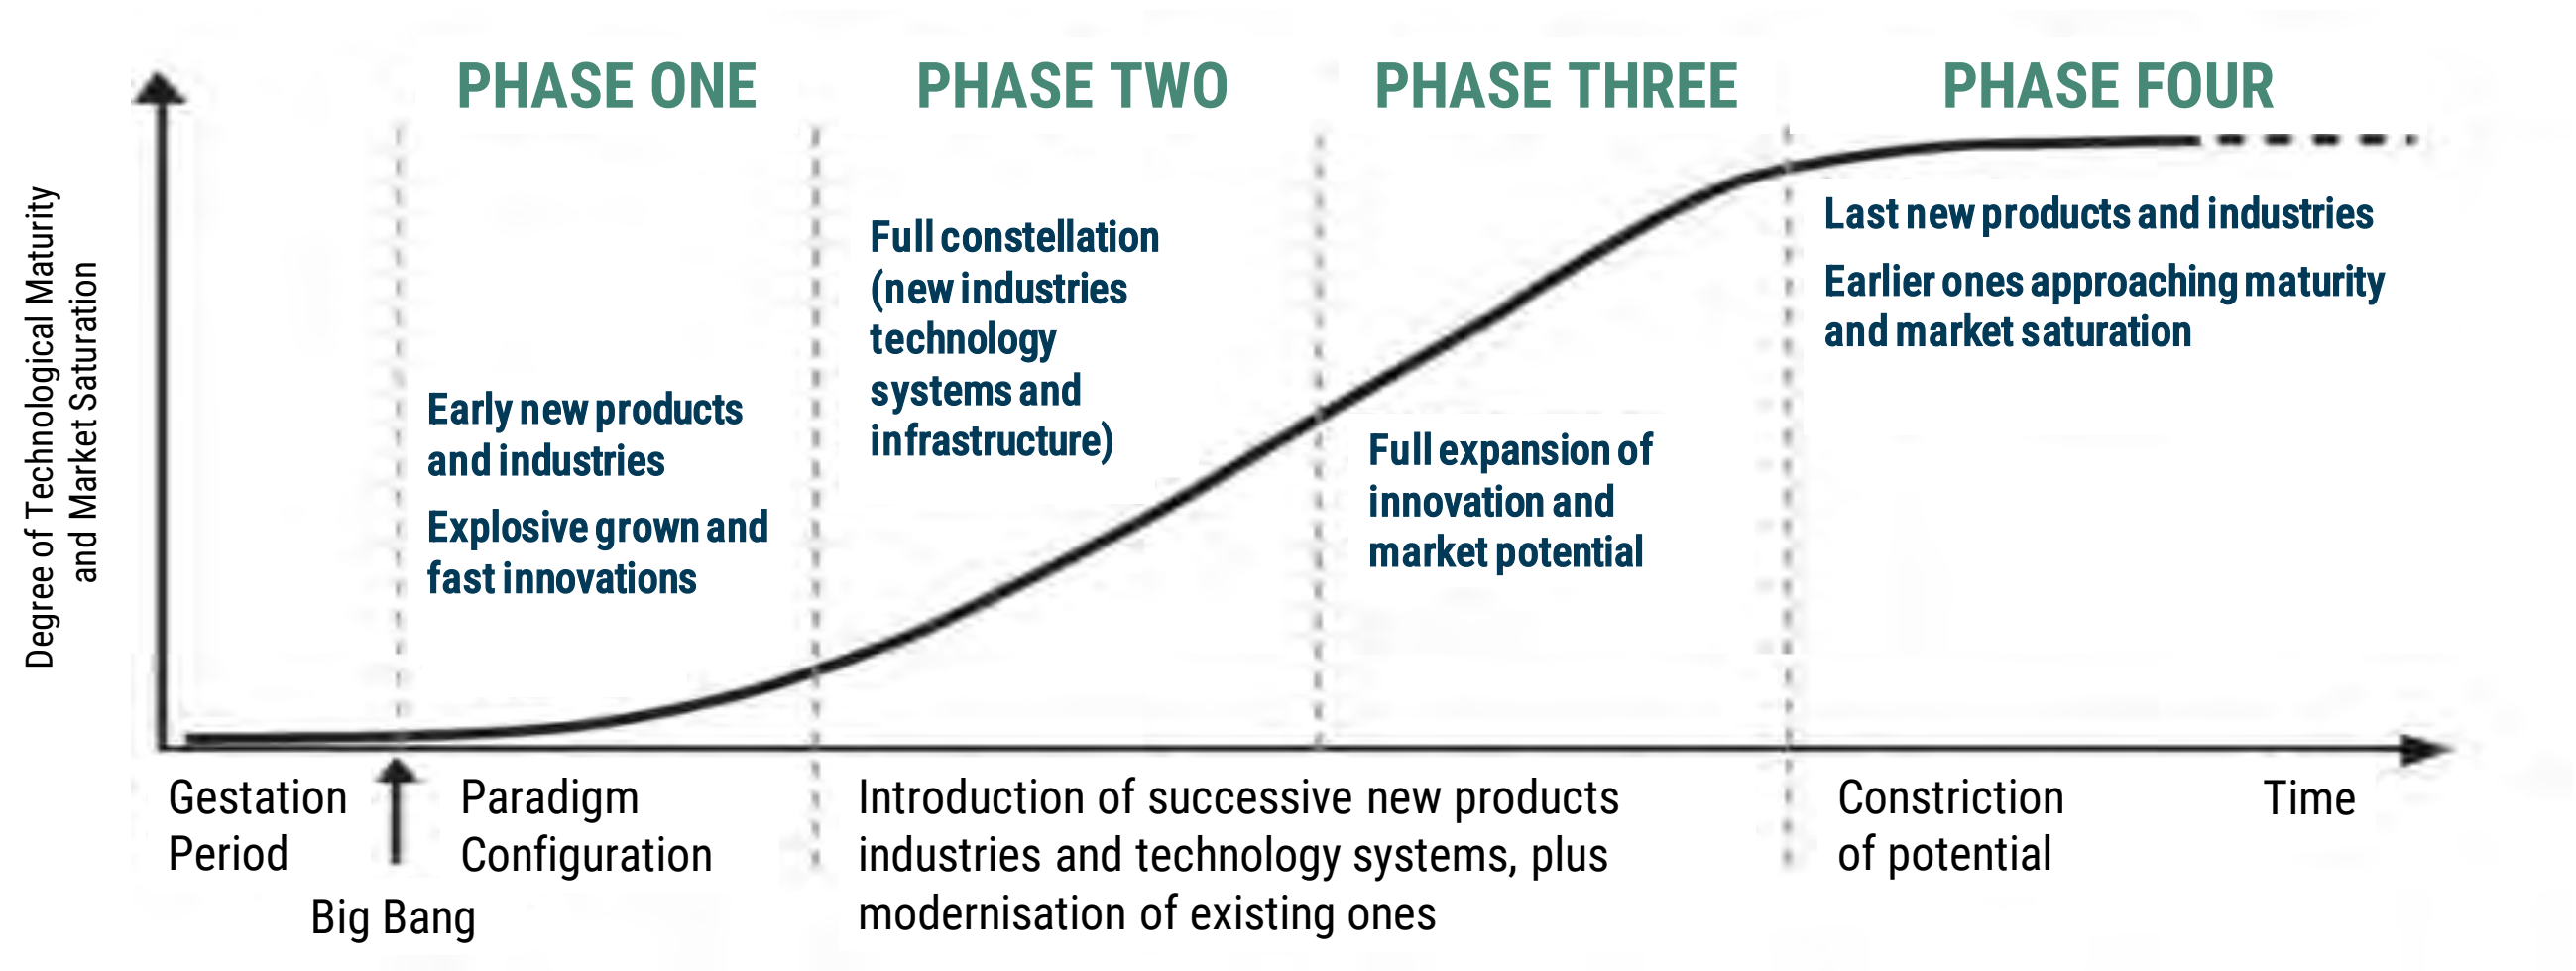 PHASE ONE
PHASE TWO
PHASE THREE
PHASE FOUR
Degree of Technological Maturity
and Market Saturation
Early new products
and industries
Explosive grown and
fast innovations
Full constellation
(new industries
technology
systems and
infrastructure)
Full expansion of
innovation and
market potential
Last new products and industries
Earlier ones approaching maturity
and market saturation
Gestation
Period
Big Bang
Paradigm
Configuration
Introduction of successive new products
industries and technology systems, plus
modernisation of existing ones
Constriction
of potential
Time